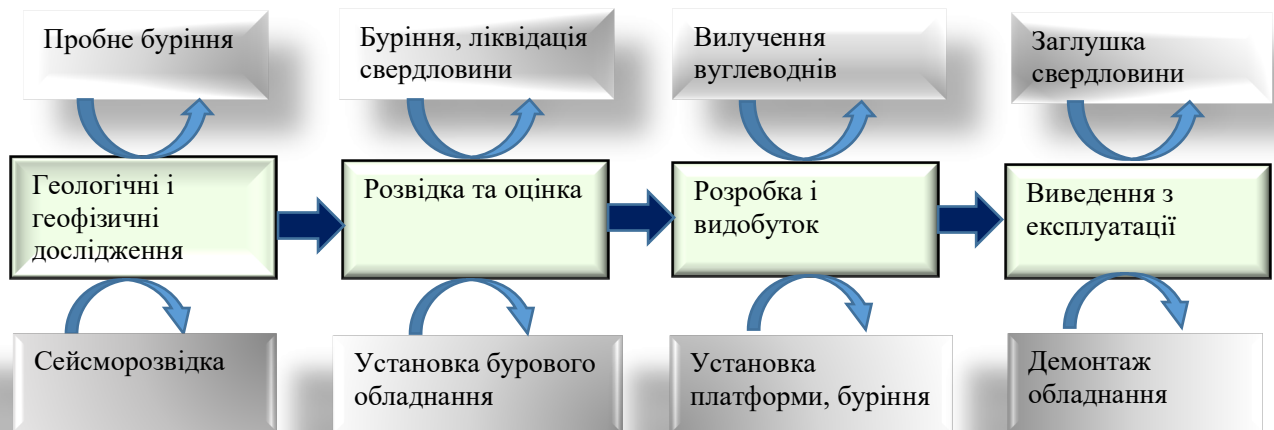 Пробне буріння
Буріння, ліквідація
свердловини
Вилучення
вуглеводнів
Заглушка
свердловини
Геологічні і
геофізичні
дослідження
Розвідка та оцінка
Розробка і
видобуток
Виведення з
експлуатації
Сейсморозвідка
Установка бурового
обладнання
Установка
платформи, буріння
Демонтаж
обладнання